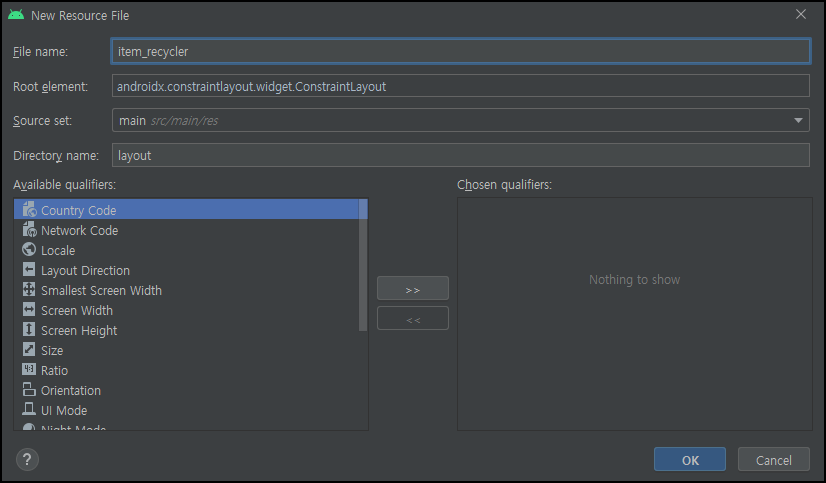 New Resource File
File name: item_recycler
Root element: androidx.constraintlayout.widget.ConstraintLayout
Source set: main src/main/res
Directory name: layout
Available qualifiers:
Chosen qualifiers:
Country Code
Network Code
Locale
Layout Direction
Smallest Screen Width
Screen Width
Screen Height
Size
Ratio
Orientation
UI Mode
Night Mode
>>
<<
Nothing to show
?
OK
Cancel